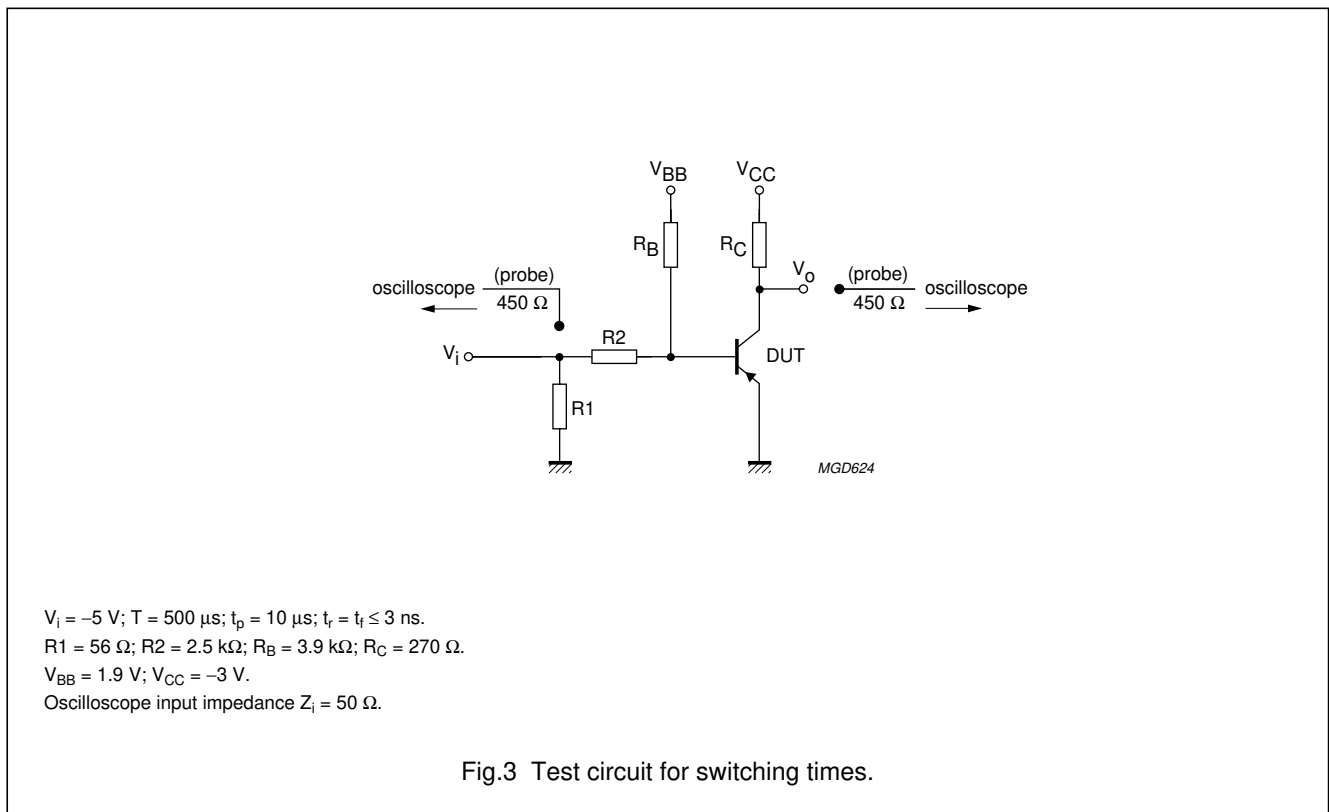 V_BB
V_CC
R_B
R_C
V_o
(probe)
oscilloscope
450 Ω
(probe)
oscilloscope
450 Ω
R2
V_i
DUT
R1
MGD624
V_i = −5 V; T = 500 μs; t_p = 10 μs; t_r = t_f ≤ 3 ns.
R1 = 56 Ω; R2 = 2.5 kΩ; R_B = 3.9 kΩ; R_C = 270 Ω.
V_BB = 1.9 V; V_CC = −3 V.
Oscilloscope input impedance Z_i = 50 Ω.
Fig.3 Test circuit for switching times.